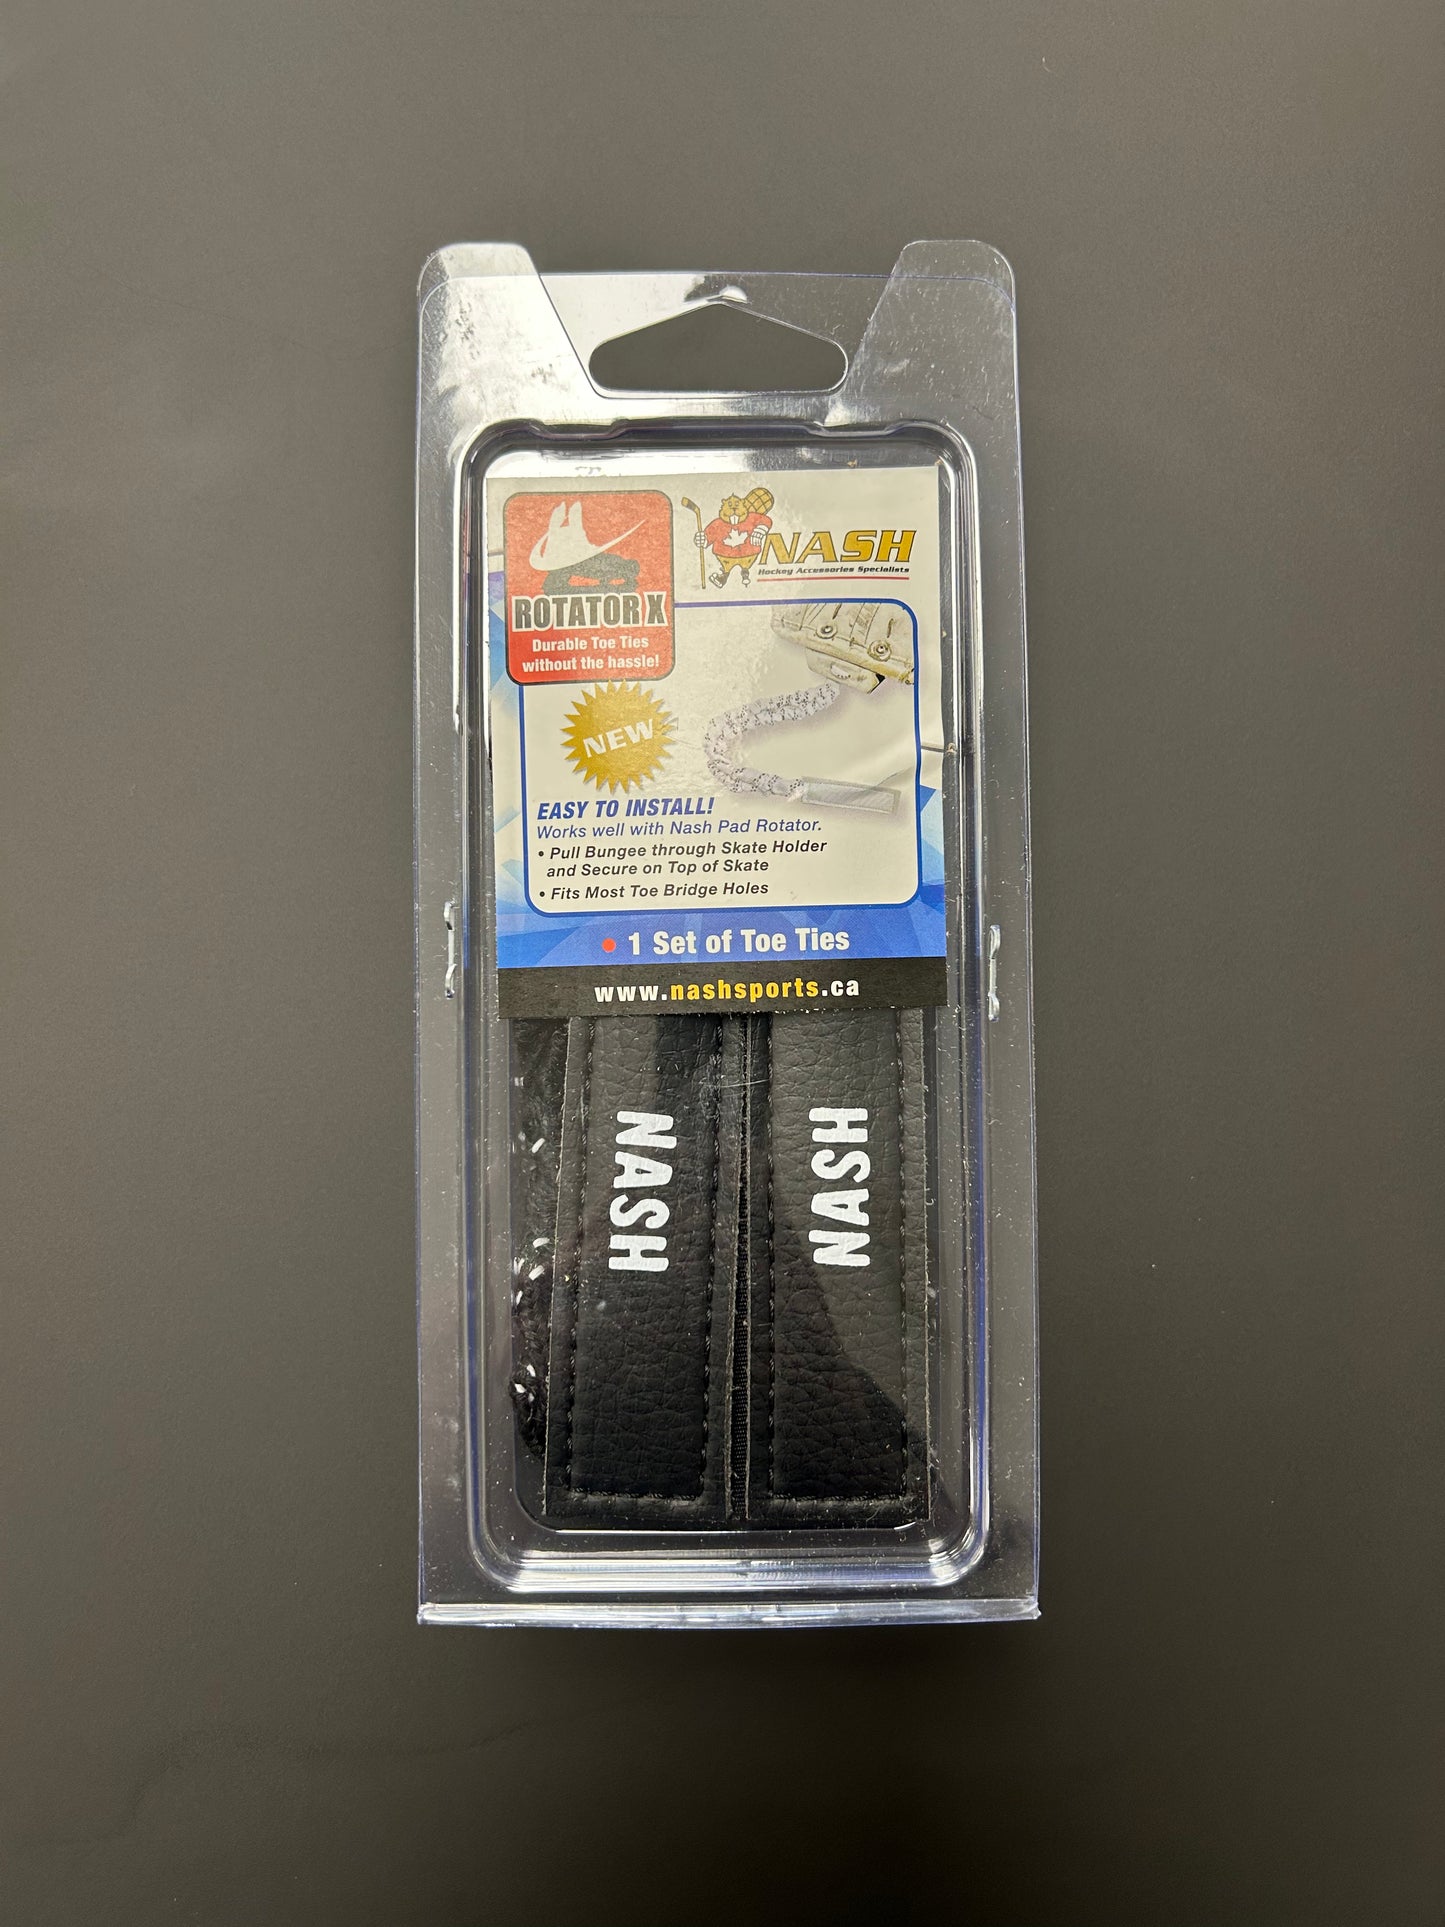 NASH
Hockey Accessories Specialists
ROTATOR X
Durable Toe Ties
without the hassle!
NEW
EASY TO INSTALL!
Works well with Nash Pad Rotator.
• Pull Bungee through Skate Holder
and Secure on Top of Skate
• Fits Most Toe Bridge Holes
• 1 Set of Toe Ties
www.nashsports.ca
NASH
NASH